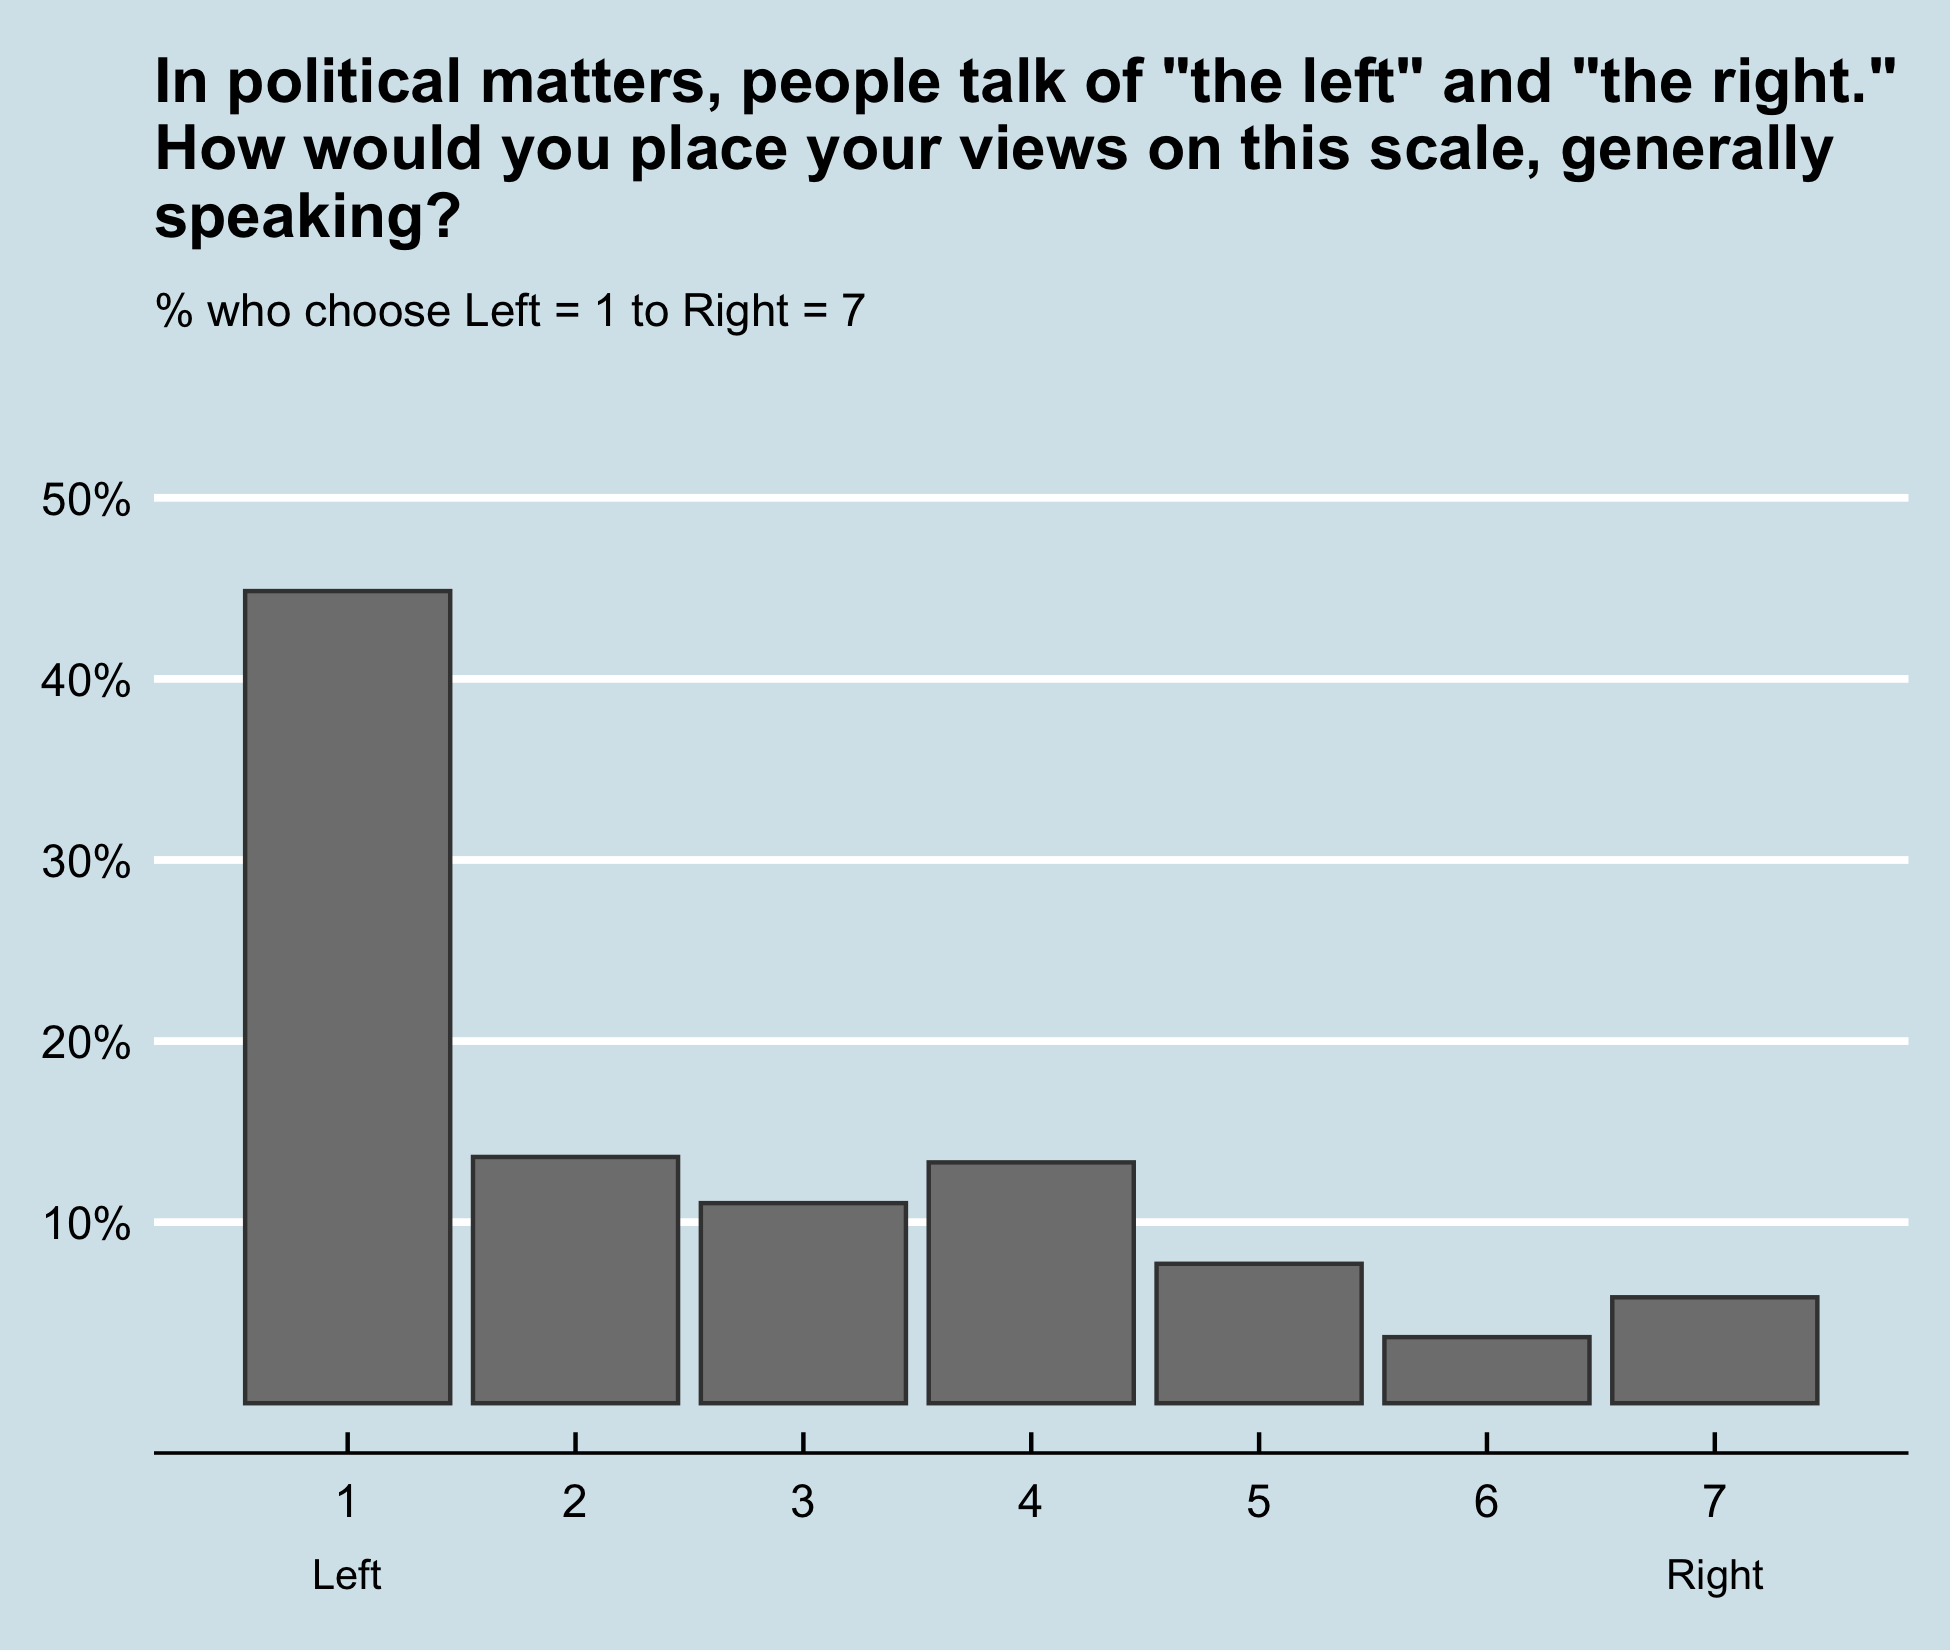 In political matters, people talk of "the left" and "the right."
How would you place your views on this scale, generally
speaking?
% who choose Left = 1 to Right = 7
50%
40%
30%
20%
10%
1 2 3 4 5 6 7
Left Right